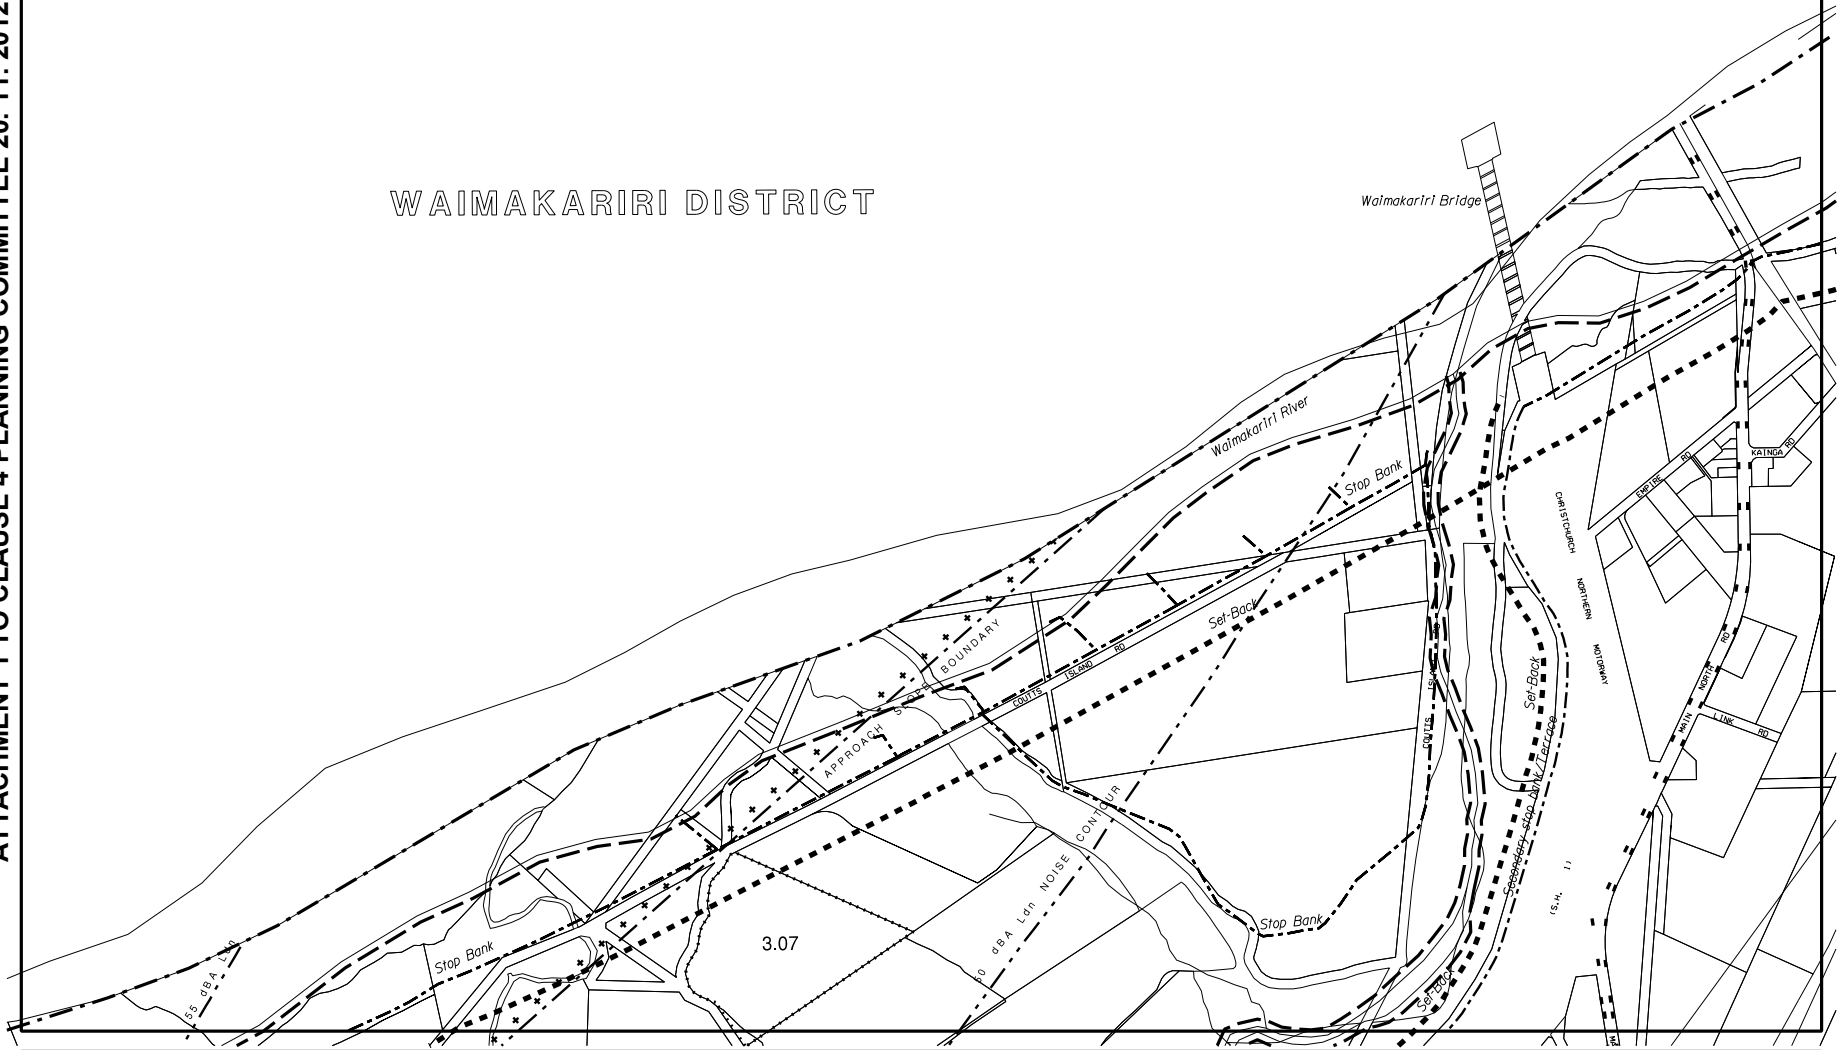 ATTACHMENT 1 TO CLAUSE 4 PLANNING COMMITTEE 20. 11. 2012
WAIMAKARIRI DISTRICT
Waimakariri Bridge
Waimakariri River
Stop Bank
KAINGA RD
EMPIRE RD
CHRISTCHURCH NORTHERN MOTORWAY
(S.H. 1)
Set-Back
APPROACH SLOPE BOUNDARY
COUTTS ISLAND RD
COUTTS ISLAND RD
Set-Back
Secondary stop bank/Terrace
MAIN NORTH RD
LINK RD
50 dBA Ldn NOISE CONTOUR
Stop Bank
3.07
Stop Bank
55 dBA Ldn
Set-Back